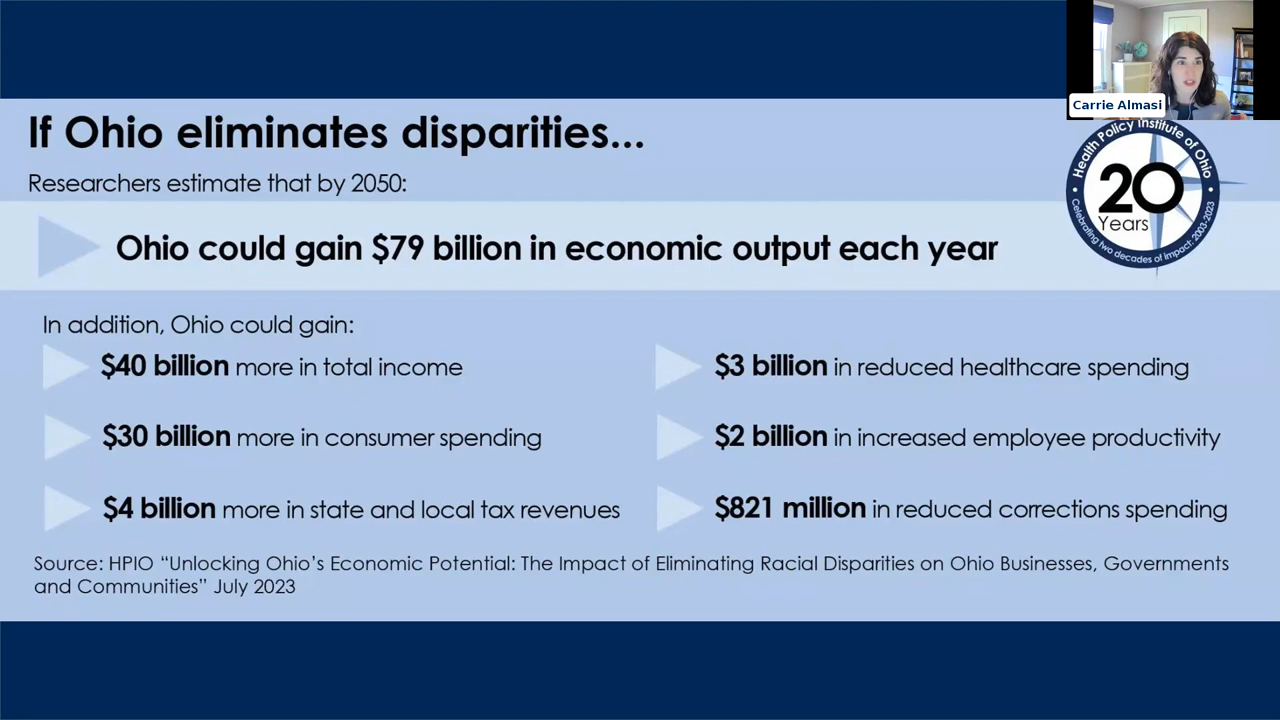 Carrie Almasi
If Ohio eliminates disparities...
Researchers estimate that by 2050:
Health Policy Institute of Ohio
20
Years
Celebrating two decades of impact: 2003-2023
Ohio could gain $79 billion in economic output each year
In addition, Ohio could gain:
$40 billion more in total income
$30 billion more in consumer spending
$4 billion more in state and local tax revenues
$3 billion in reduced healthcare spending
$2 billion in increased employee productivity
$821 million in reduced corrections spending
Source: HPIO “Unlocking Ohio’s Economic Potential: The Impact of Eliminating Racial Disparities on Ohio Businesses, Governments
and Communities” July 2023